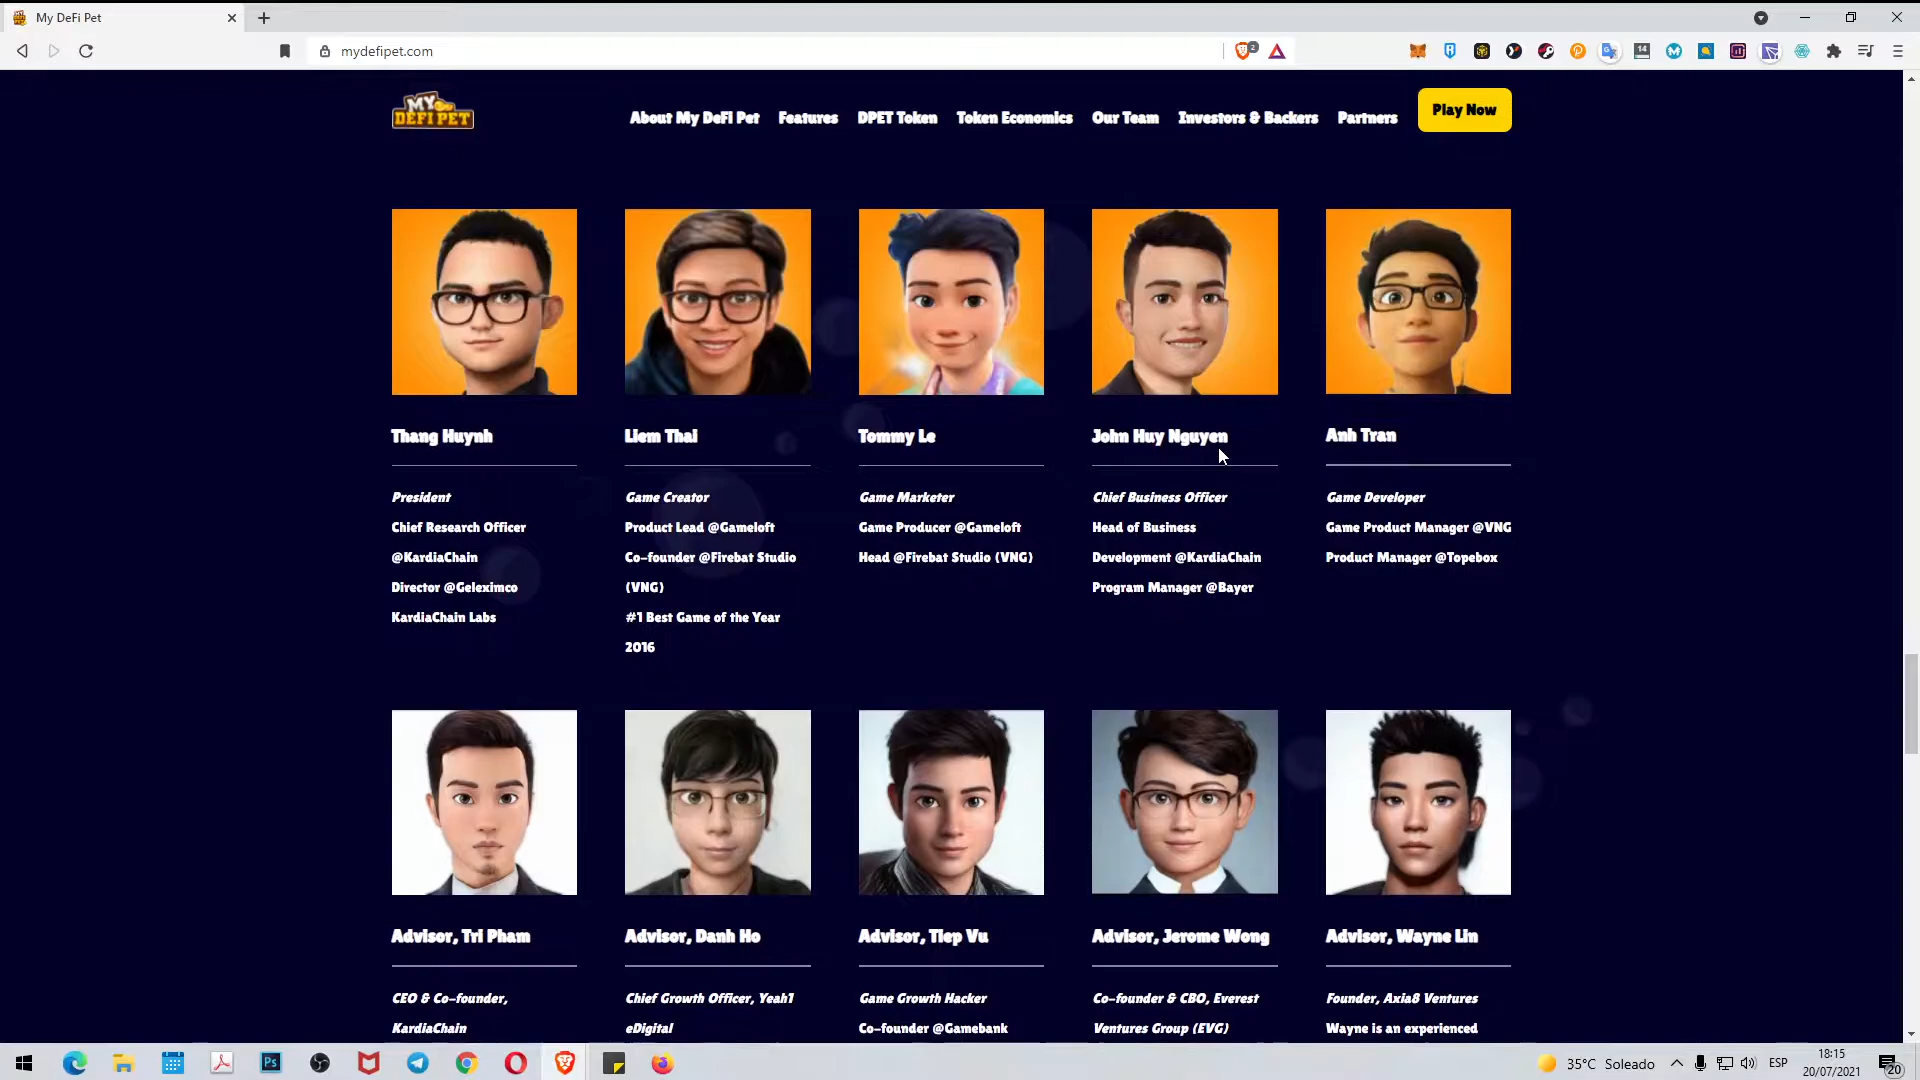 My DeFi Pet
mydefipet.com
2
14
MY
DEFI PET
About My DeFi Pet
Features
DPET Token
Token Economics
Our Team
Investors & Backers
Partners
Play Now
Thang Huynh
President
Chief Research Officer
@KardiaChain
Director @Geleximco
KardiaChain Labs
Liem Thai
Game Creator
Product Lead @Gameloft
Co-founder @Firebat Studio
(VNG)
#1 Best Game of the Year
2016
Tommy Le
Game Marketer
Game Producer @Gameloft
Head @Firebat Studio (VNG)
John Huy Nguyen
Chief Business Officer
Head of Business
Development @KardiaChain
Program Manager @Bayer
Anh Tran
Game Developer
Game Product Manager @VNG
Product Manager @Topebox
Advisor, Tri Pham
CEO & Co-founder,
KardiaChain
Advisor, Danh Ho
Chief Growth Officer, Yeah1
eDigital
Advisor, Tiep Vu
Game Growth Hacker
Co-founder @Gamebank
Advisor, Jerome Wong
Co-founder & CBO, Everest
Ventures Group (EVG)
Advisor, Wayne Lin
Founder, Axia8 Ventures
Wayne is an experienced
Ps
35°C Soleado
ESP
18:15
20/07/2021
20